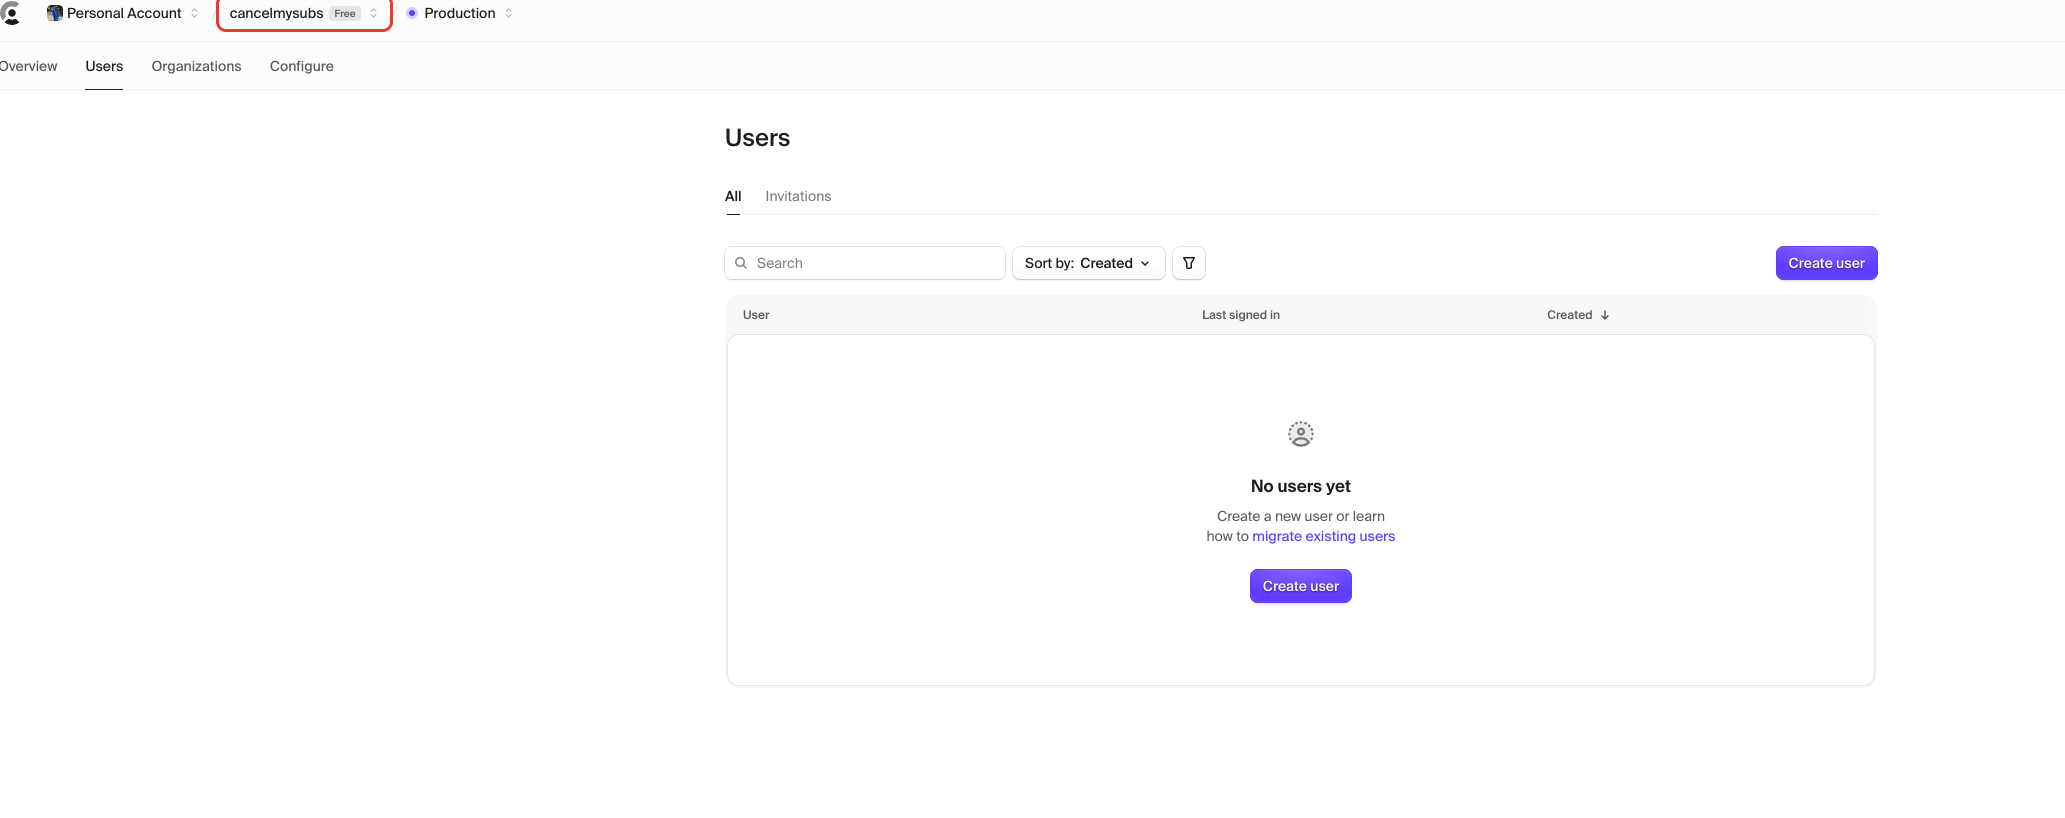 Personal Account / cancelmysubs Free Production
Overview Users Organizations Configure
Users
All Invitations
Search Sort by: Created Create user
User Last signed in Created ↓
No users yet
Create a new user or learn
how to migrate existing users
Create user